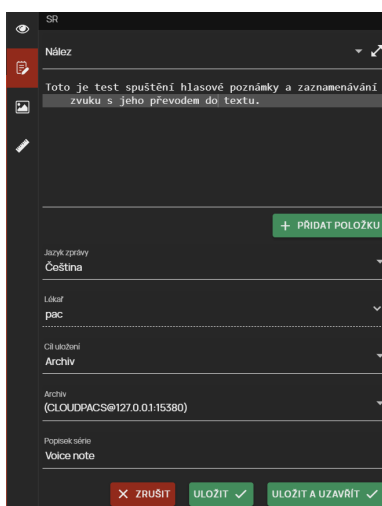 SR
Nález
Toto je test spuštění hlasové poznámky a zaznamenávání
zvuku s jeho převodem do textu.
+ PŘIDAT POLOŽKU
Jazyk zprávy
Čeština
Lékař
pac
Cíl uložení
Archiv
Archiv
(CLOUDPACS@127.0.0.1:15380)
Popisek série
Voice note
ZRUŠIT ULOŽIT ULOŽIT A UZAVŘÍT